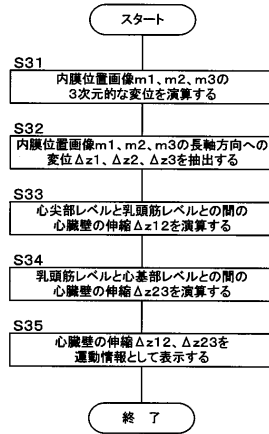 スタート
S31
内膜位置画像m1、m2、m3の
3次元的な変位を演算する
S32
内膜位置画像m1、m2、m3の長軸方向への
変位Δz1、Δz2、Δz3を抽出する
S33
心尖部レベルと乳頭筋レベルとの間の
心臓壁の伸縮Δz12を演算する
S34
乳頭筋レベルと心基部レベルとの間の
心臓壁の伸縮Δz23を演算する
S35
心臓壁の伸縮Δz12、Δz23を
運動情報として表示する
終 了